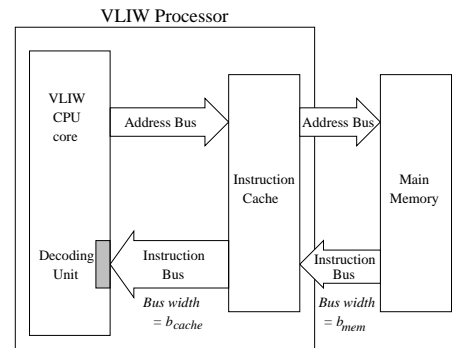 VLIW Processor
VLIW
CPU
core
Address Bus
Address Bus
Instruction
Cache
Main
Memory
Decoding
Unit
Instruction
Bus
Instruction
Bus
Bus width
= b_cache
Bus width
= b_mem